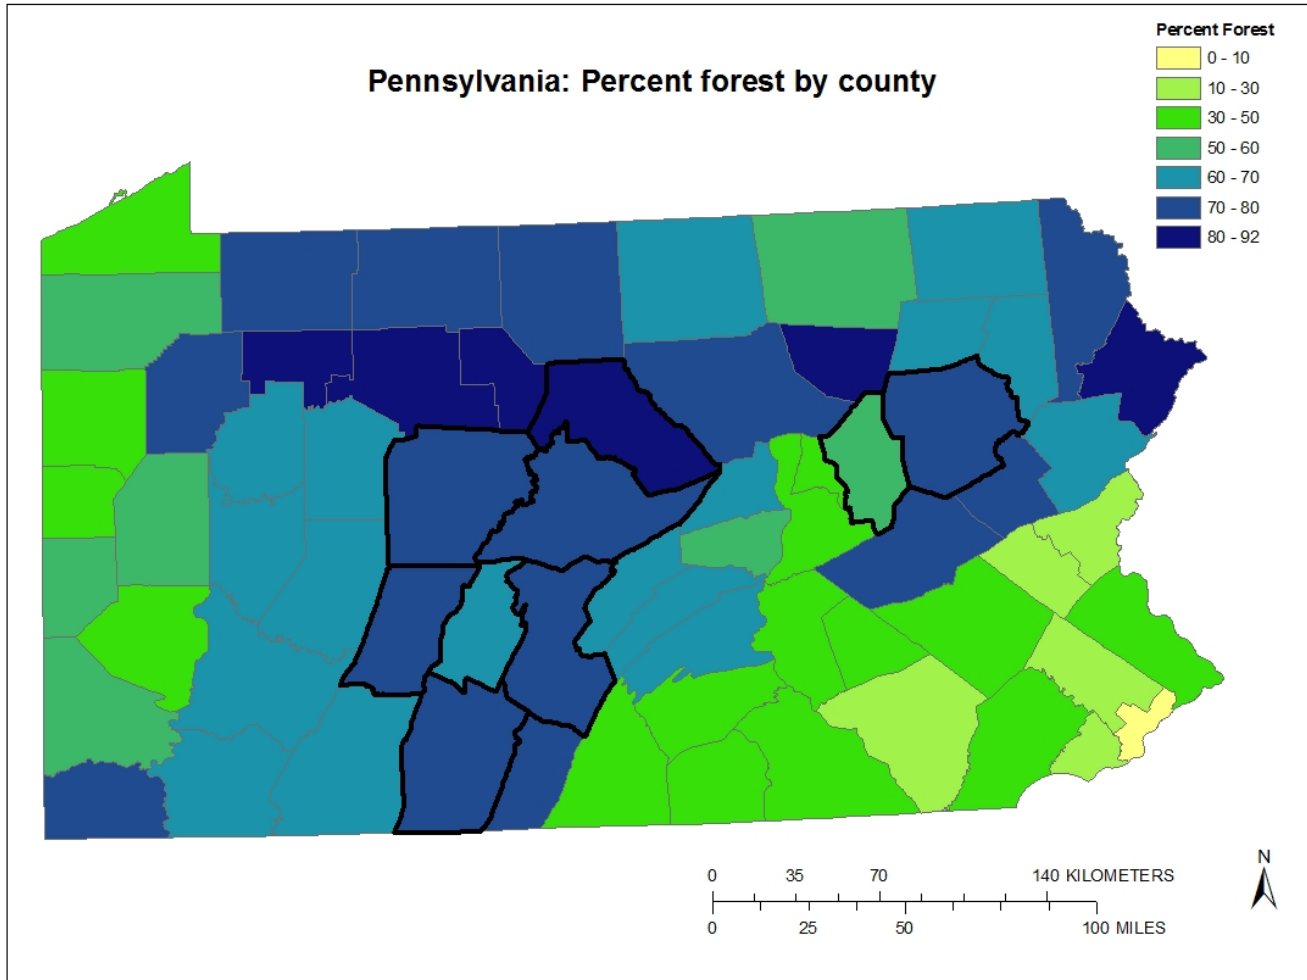 Percent Forest
0 - 10
10 - 30
30 - 50
50 - 60
60 - 70
70 - 80
80 - 92
Pennsylvania: Percent forest by county
0 35 70 140 KILOMETERS
0 25 50 100 MILES
N